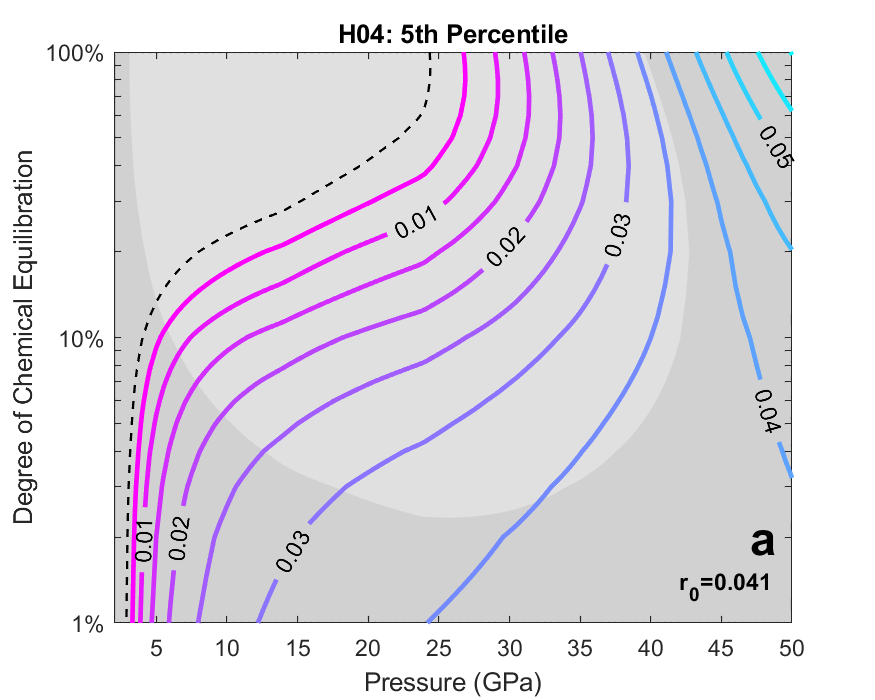 H04: 5th Percentile
100%
10%
1%
Degree of Chemical Equilibration
0.01
0.02
0.03
0.05
0.04
0.01
0.02
0.03
a
r0=0.041
5 10 15 20 25 30 35 40 45 50
Pressure (GPa)